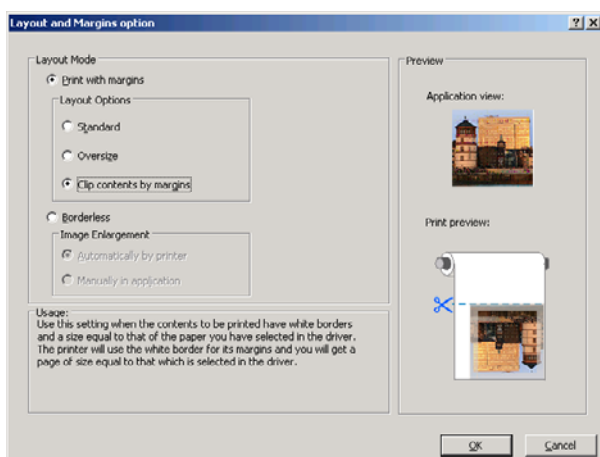 Layout and Margins option
Layout Mode
Print with margins
Layout Options
Standard
Oversize
Clip contents by margins
Borderless
Image Enlargement
Automatically by printer
Manually in application
Usage:
Use this setting when the contents to be printed have white borders
and a size equal to that of the paper you have selected in the driver.
The printer will use the white border for its margins and you will get a
page of size equal to that which is selected in the driver.
Preview
Application view:
Print preview:
OK
Cancel